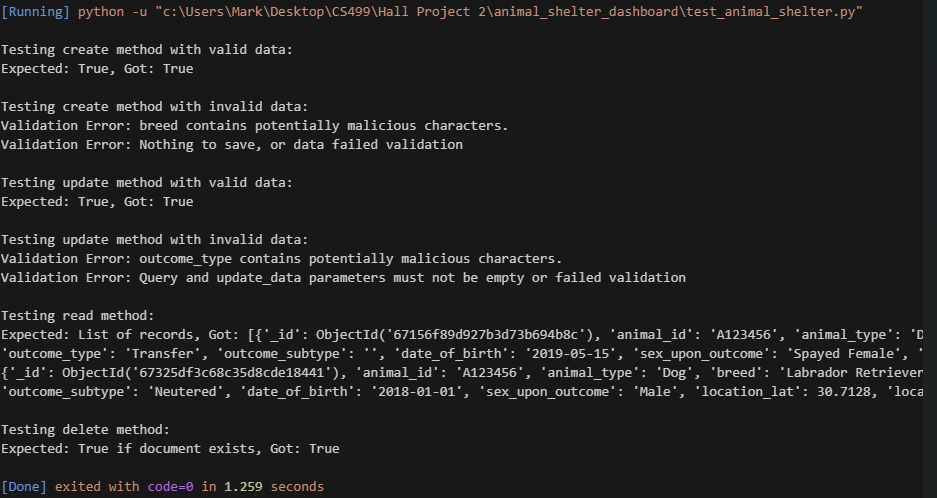 [Running] python -u "c:\Users\Mark\Desktop\CS499\Hall Project 2\animal_shelter_dashboard\test_animal_shelter.py"
Testing create method with valid data:
Expected: True, Got: True
Testing create method with invalid data:
Validation Error: breed contains potentially malicious characters.
Validation Error: Nothing to save, or data failed validation
Testing update method with valid data:
Expected: True, Got: True
Testing update method with invalid data:
Validation Error: outcome_type contains potentially malicious characters.
Validation Error: Query and update_data parameters must not be empty or failed validation
Testing read method:
Expected: List of records, Got: [{'_id': ObjectId('67156f89d927b3d73b694b8c'), 'animal_id': 'A123456', 'animal_type': 'D
'outcome_type': 'Transfer', 'outcome_subtype': '', 'date_of_birth': '2019-05-15', 'sex_upon_outcome': 'Spayed Female', '
{'_id': ObjectId('67325df3c68c35d8cde18441'), 'animal_id': 'A123456', 'animal_type': 'Dog', 'breed': 'Labrador Retriever
'outcome_subtype': 'Neutered', 'date_of_birth': '2018-01-01', 'sex_upon_outcome': 'Male', 'location_lat': 30.7128, 'loca
Testing delete method:
Expected: True if document exists, Got: True
[Done] exited with code=0 in 1.259 seconds